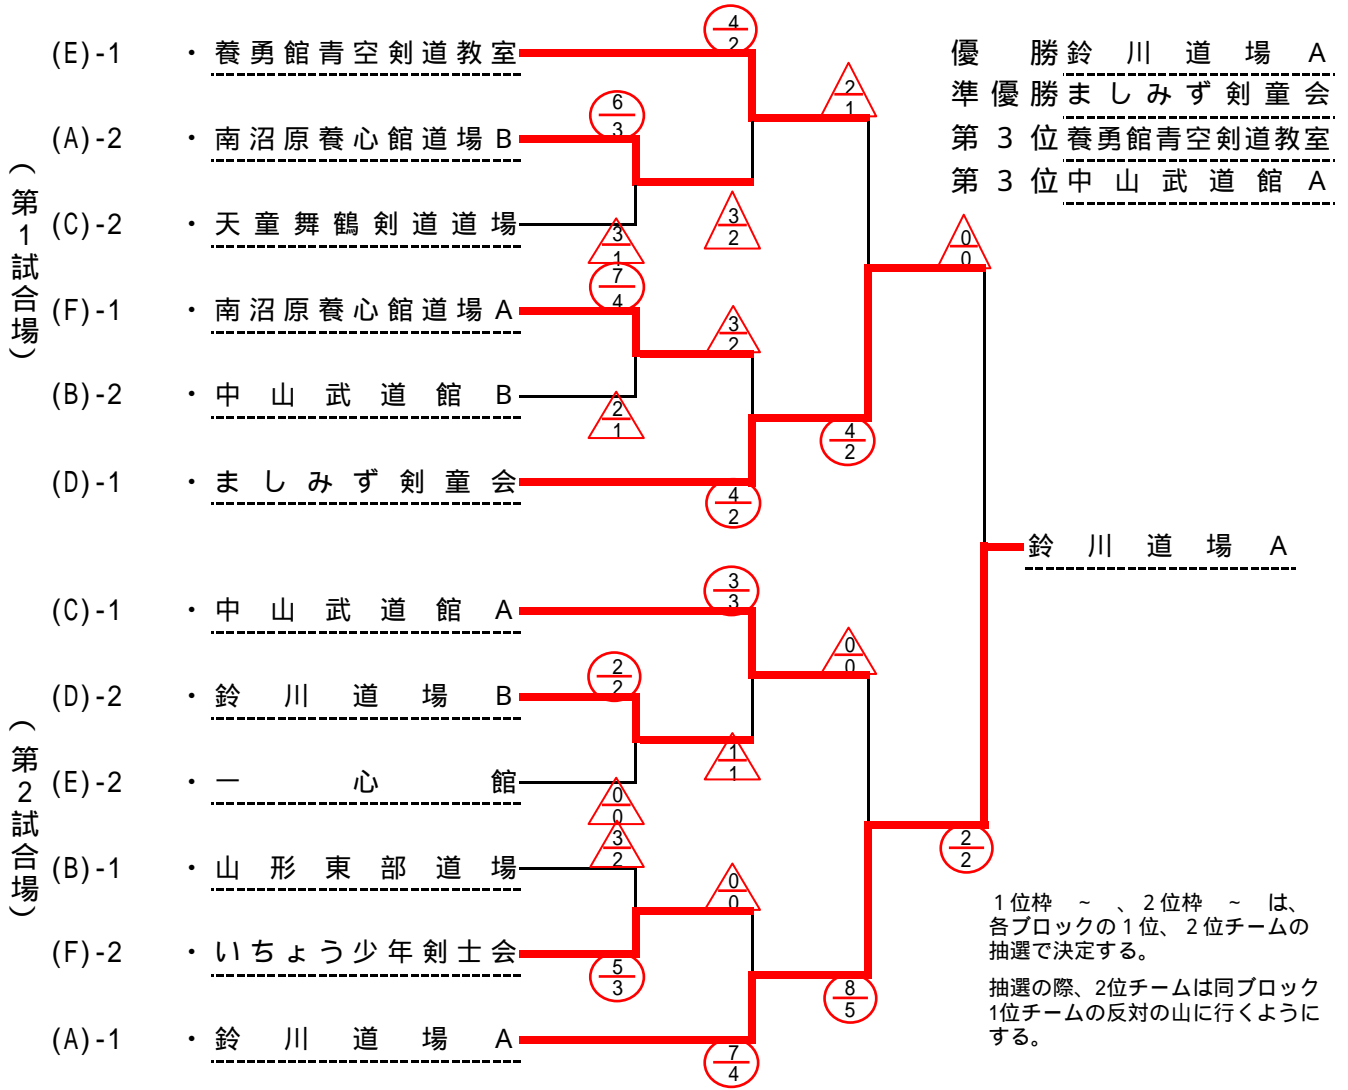 優勝 鈴川道場A
準優勝 ましみず剣童会
第3位 養勇館青空剣道教室
第3位 中山武道館A
(第1試合場)
(E)-1 ・ 養勇館青空剣道教室
4
2
2
1
(A)-2 ・ 南沼原養心館道場B
6
3
(C)-2 ・ 天童舞鶴剣道道場
3
1
3
2
0
0
(F)-1 ・ 南沼原養心館道場A
7
4
3
2
(B)-2 ・ 中山武道館B
2
1
4
2
(D)-1 ・ ましみず剣童会
4
2
鈴川道場A
(第2試合場)
(C)-1 ・ 中山武道館A
3
3
0
0
(D)-2 ・ 鈴川道場B
2
2
1
1
(E)-2 ・ 一心館
0
0
(B)-1 ・ 山形東部道場
3
2
0
0
2
2
(F)-2 ・ いちょう少年剣士会
5
3
8
5
(A)-1 ・ 鈴川道場A
7
4
1位枠 ~ 、2位枠 ~ は、
各ブロックの1位、2位チームの
抽選で決定する。
抽選の際、2位チームは同ブロック
1位チームの反対の山に行くように
する。